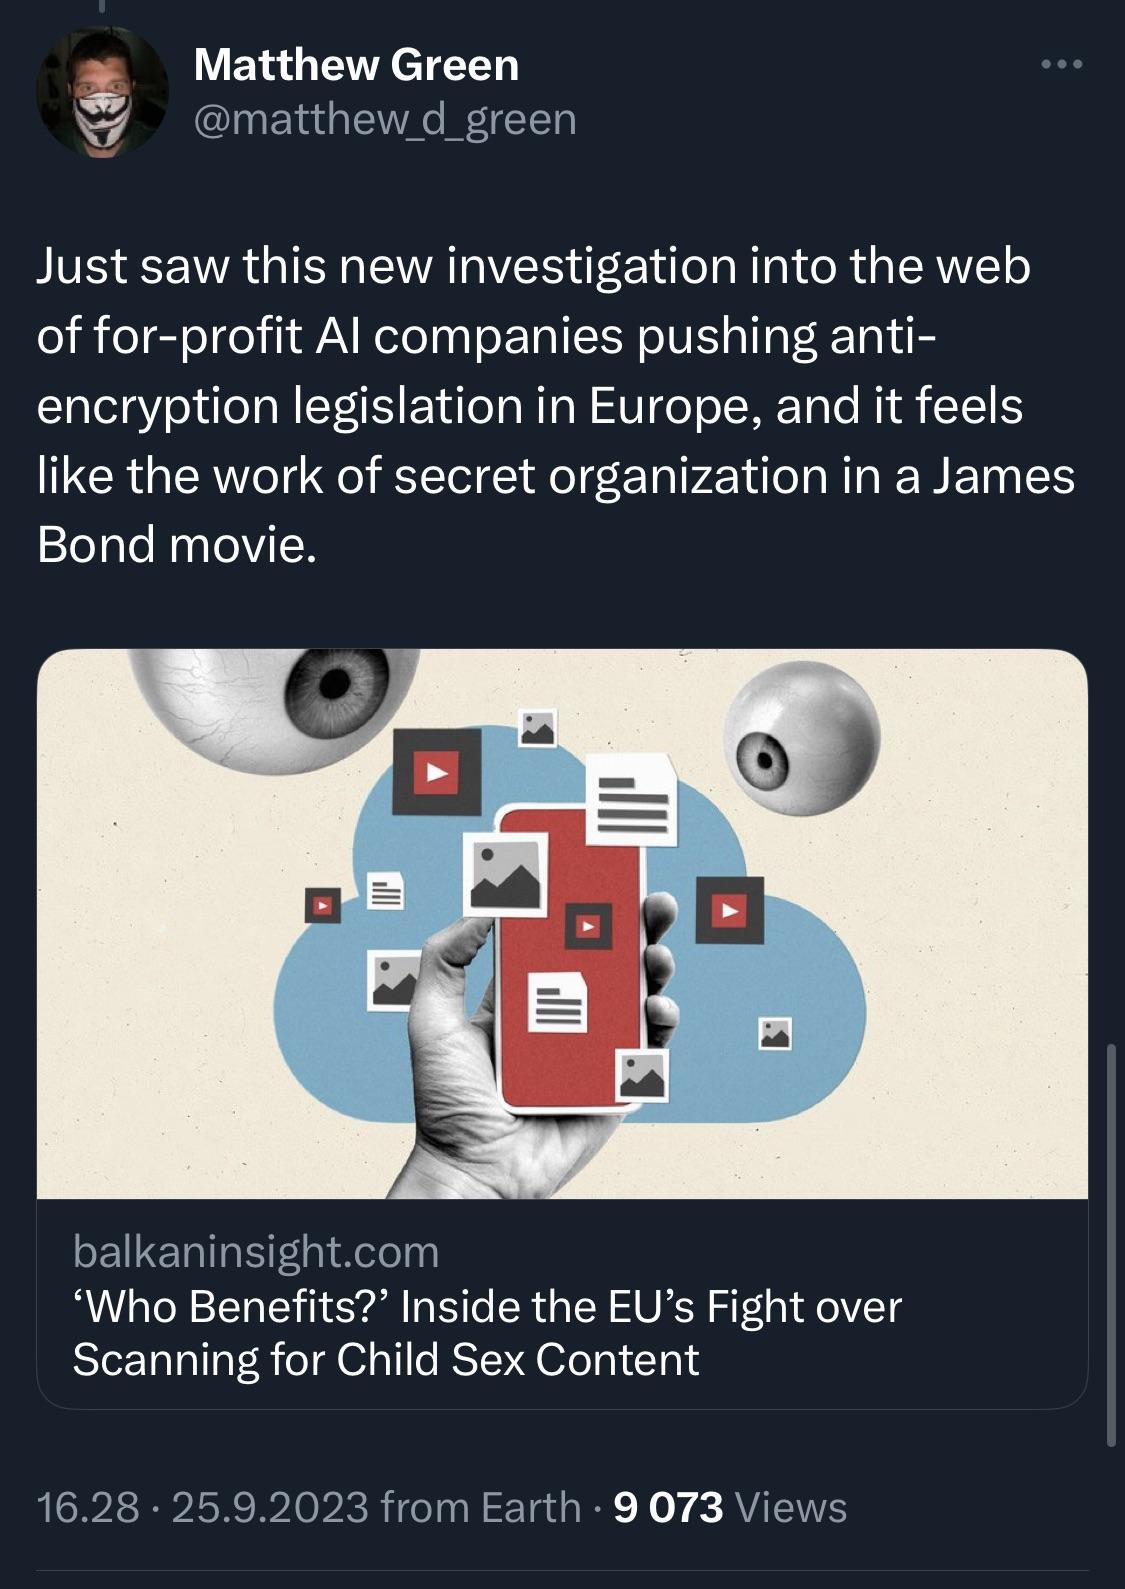 Matthew Green
@matthew_d_green
Just saw this new investigation into the web
of for-profit AI companies pushing anti-
encryption legislation in Europe, and it feels
like the work of secret organization in a James
Bond movie.
balkaninsight.com
‘Who Benefits?’ Inside the EU’s Fight over
Scanning for Child Sex Content
16.28 · 25.9.2023 from Earth · 9 073 Views